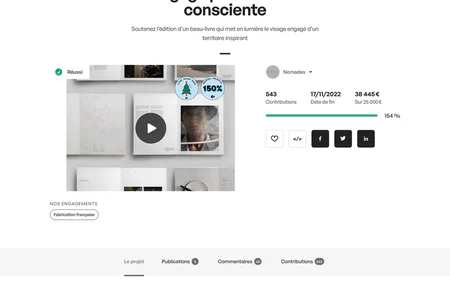 consciente
Soutenez l'édition d'un beau-livre qui met en lumière le visage engagé d'un
territoire inspirant
Réussi
150%
Nomades
543
17/11/2022
38 445 €
Contributions
Date de fin
Sur 25 000 €
154 %
</>
NOS ENGAGEMENTS
Fabrication française
Le projet
Publications
Commentaires
Contributions